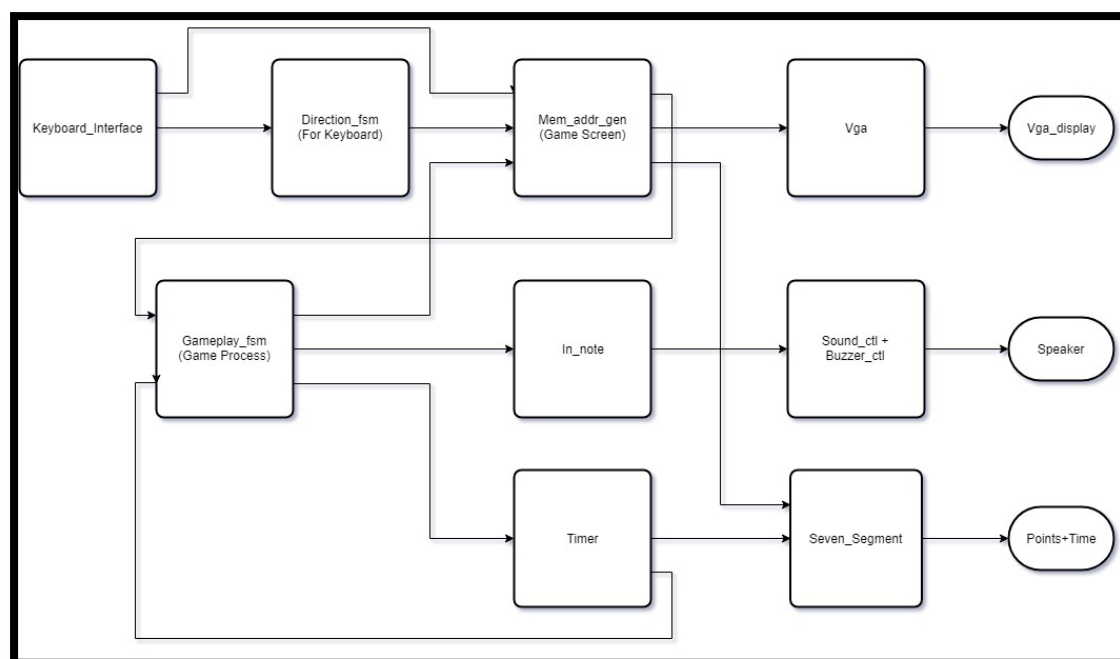 Keyboard_Interface
Direction_fsm
(For Keyboard)
Mem_addr_gen
(Game Screen)
Vga
Vga_display
Gameplay_fsm
(Game Process)
In_note
Sound_ctl +
Buzzer_ctl
Speaker
Timer
Seven_Segment
Points+Time